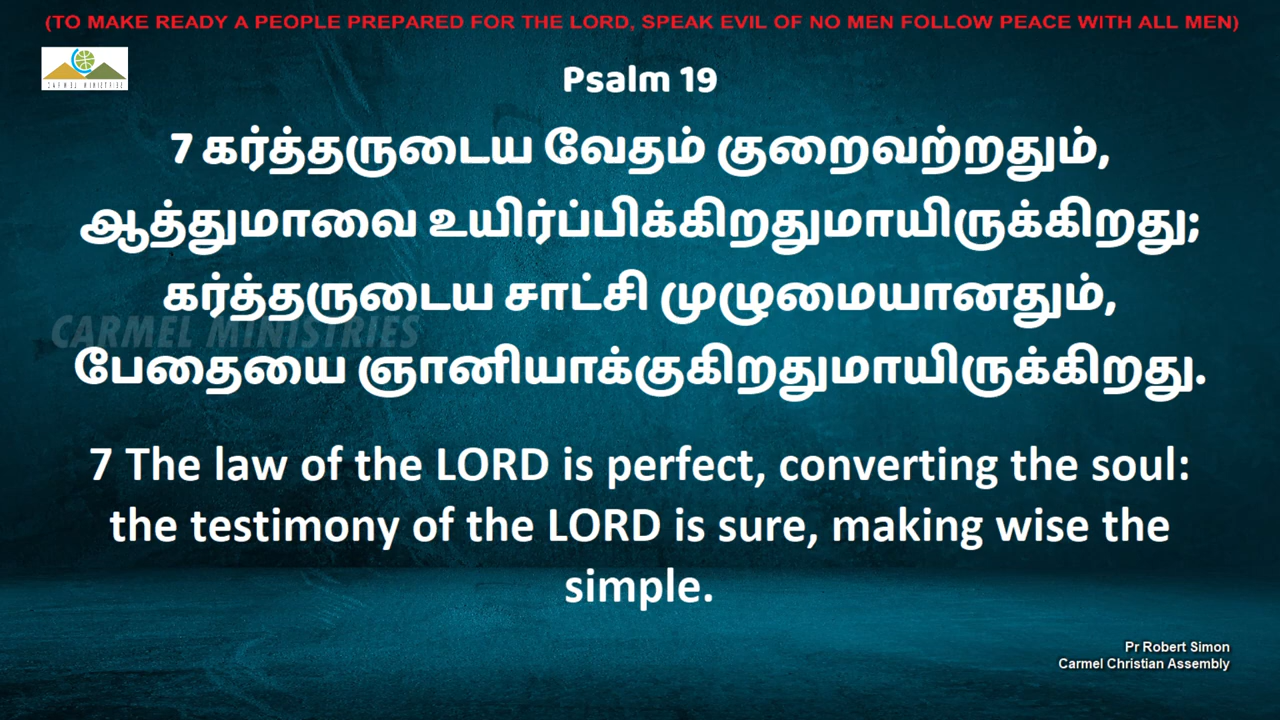 (TO MAKE READY A PEOPLE PREPARED FOR THE LORD, SPEAK EVIL OF NO MEN FOLLOW PEACE WITH ALL MEN)
CARMEL MINISTRIES
Psalm 19
7 கர்த்தருடைய வேதம் குறைவற்றதும்,
ஆத்துமாவை உயிர்ப்பிக்கிறதுமாயிருக்கிறது;
கர்த்தருடைய சாட்சி முழுமையானதும்,
CARMEL MINISTRIES
பேதையை ஞானியாக்குகிறதுமாயிருக்கிறது.
7 The law of the LORD is perfect, converting the soul:
the testimony of the LORD is sure, making wise the
simple.
Pr Robert Simon
Carmel Christian Assembly